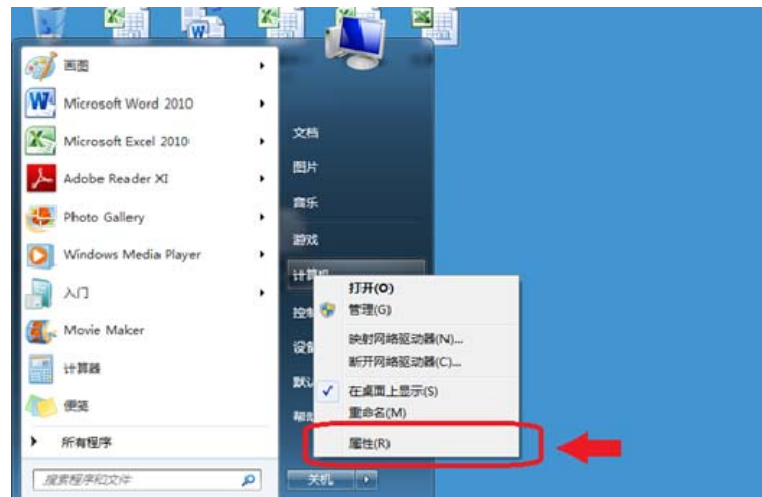 画图
Microsoft Word 2010
Microsoft Excel 2010
Adobe Reader XI
Photo Gallery
Windows Media Player
入门
Movie Maker
计算器
便笺
所有程序
搜索程序和文件
文档
图片
音乐
游戏
计算机
关机
打开(O)
管理(G)
映射网络驱动器(N)...
断开网络驱动器(C)...
在桌面上显示(S)
重命名(M)
属性(R)